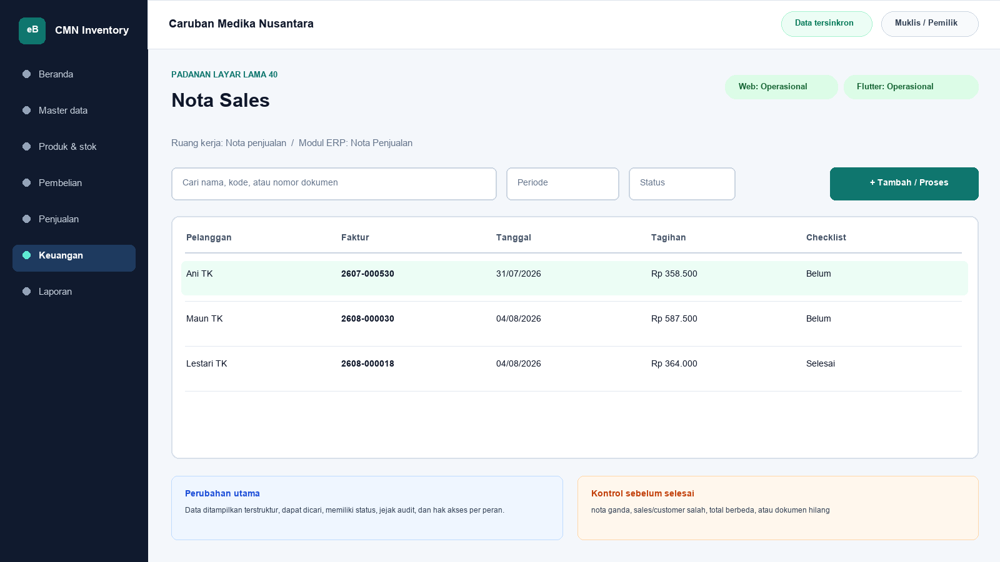 eB
CMN Inventory
Beranda
Master data
Produk & stok
Pembelian
Penjualan
Keuangan
Laporan
Caruban Medika Nusantara
Data tersinkron
Muklis / Pemilik
PADANAN LAYAR LAMA 40
Nota Sales
Web: Operasional
Flutter: Operasional
Ruang kerja: Nota penjualan / Modul ERP: Nota Penjualan
Cari nama, kode, atau nomor dokumen
Periode
Status
+ Tambah / Proses
Pelanggan Faktur Tanggal Tagihan Checklist
Ani TK 2607-000530 31/07/2026 Rp 358.500 Belum
Maun TK 2608-000030 04/08/2026 Rp 587.500 Belum
Lestari TK 2608-000018 04/08/2026 Rp 364.000 Selesai
Perubahan utama
Data ditampilkan terstruktur, dapat dicari, memiliki status, jejak audit, dan hak akses per peran.
Kontrol sebelum selesai
nota ganda, sales/customer salah, total berbeda, atau dokumen hilang